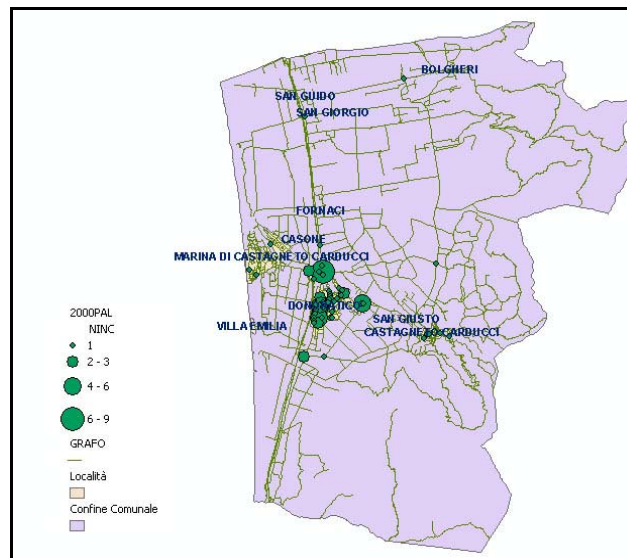 BOLGHERI
SAN GUIDO
SAN GIORGIO
FORNACI
CASONE
MARINA DI CASTAGNETO CARDUCCI
DONORATICO
VILLA EMILIA
SAN GIUSTO
CASTAGNETO CARDUCCI
2000PAL
NINC
1
2 - 3
4 - 6
6 - 9
GRAFO
Località
Confine Comunale